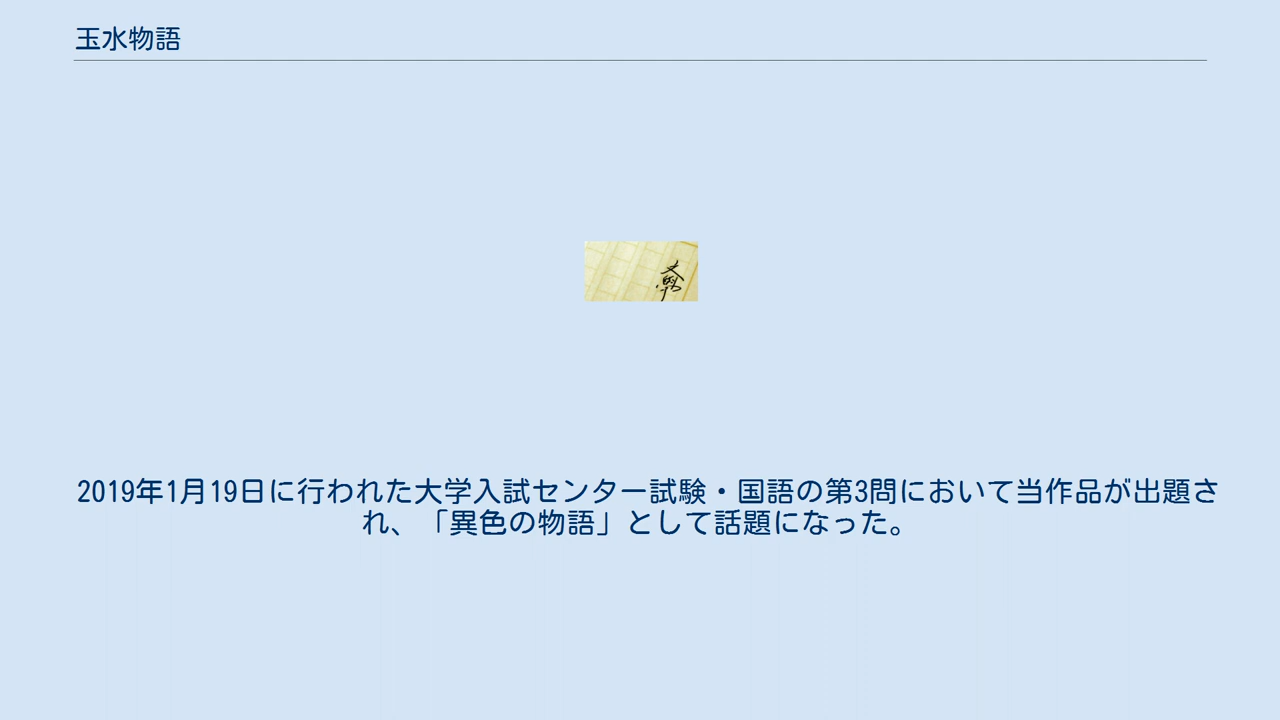 玉水物語
2019年1月19日に行われた大学入試センター試験・国語の第3問において当作品が出題さ
れ、「異色の物語」として話題になった。